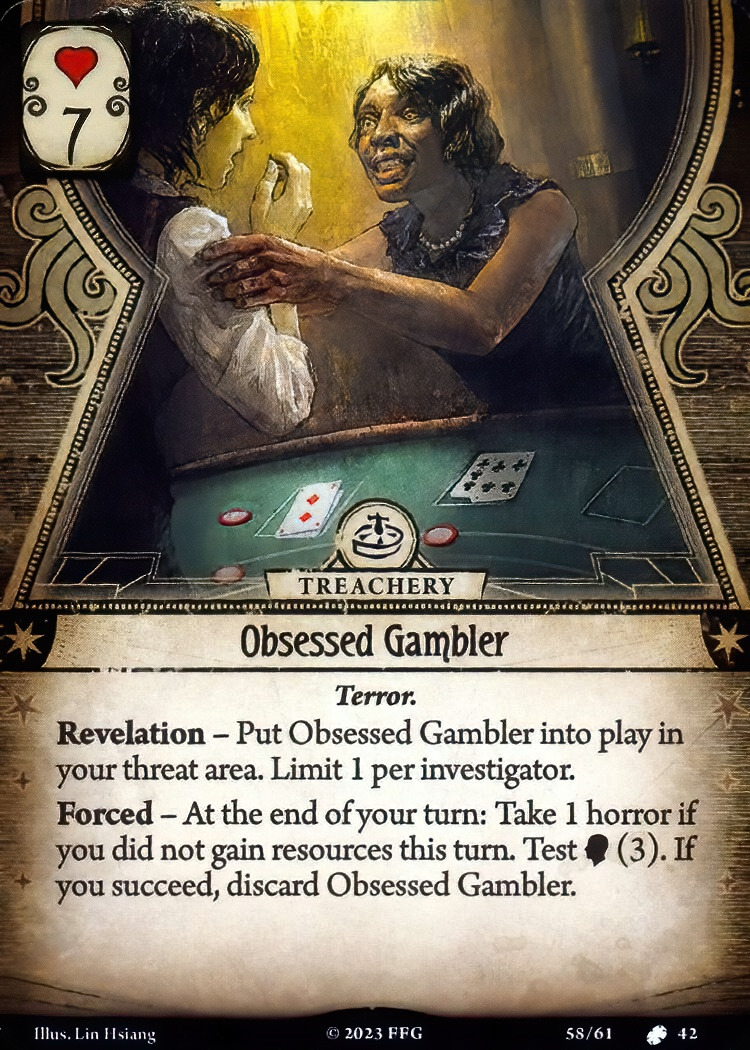 7
TREACHERY
Obsessed Gambler
Terror.
Revelation – Put Obsessed Gambler into play in
your threat area. Limit 1 per investigator.
Forced – At the end of your turn: Take 1 horror if
you did not gain resources this turn. Test (3). If
you succeed, discard Obsessed Gambler.
Illus. Lin Hsiang © 2023 FFG 58/61 42